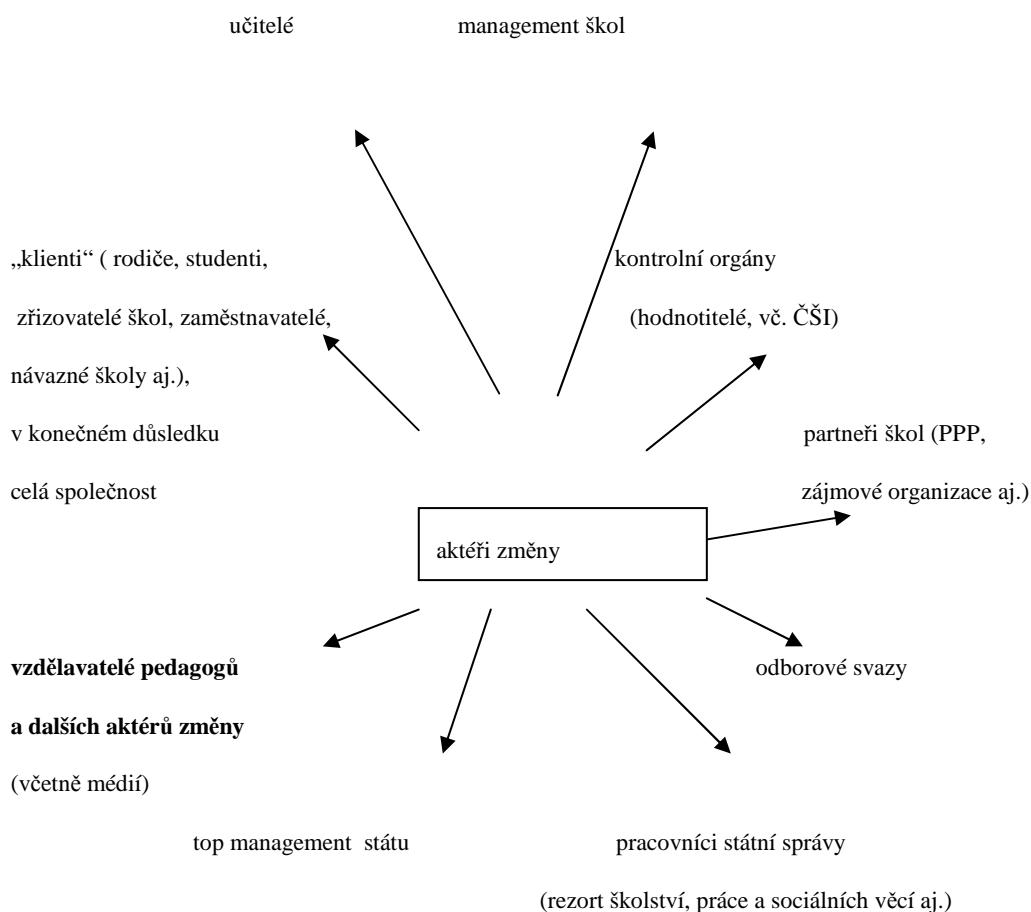 učitelé management škol
„klienti“ ( rodiče, studenti, kontrolní orgány
zřizovatelé škol, zaměstnavatelé, (hodnotitelé, vč. ČŠI)
návazné školy aj.),
v konečném důsledku partneři škol (PPP,
celá společnost zájmové organizace aj.)
aktéři změny
vzdělavatelé pedagogů odborové svazy
a dalších aktérů změny
(včetně médií)
top management státu pracovníci státní správy
(rezort školství, práce a sociálních věcí aj.)